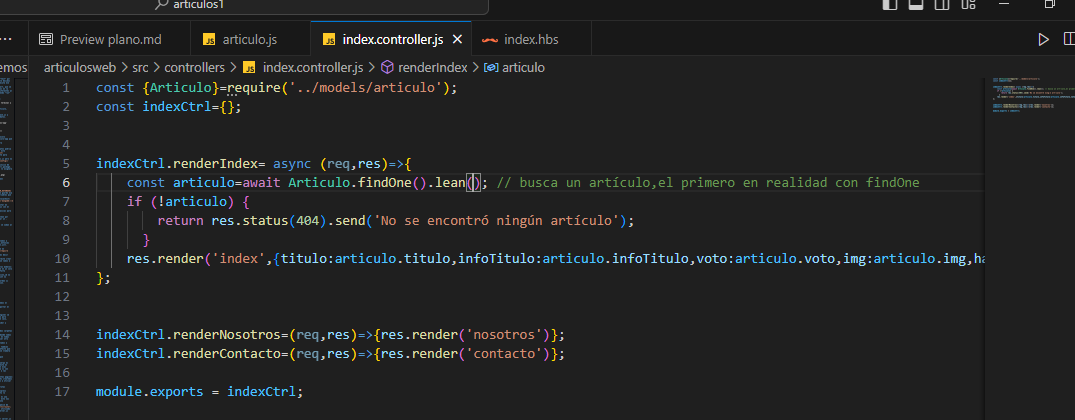 articulos1
Preview plano.md
JS articulo.js
JS index.controller.js
index.hbs
emos
articulosweb > src > controllers > JS index.controller.js > renderIndex > articulo
1 const {Articulo}=require('../models/articulo');
2 const indexCtrl={};
3
4
5 indexCtrl.renderIndex= async (req,res)=>{
6 const articulo=await Articulo.findOne().lean(); // busca un artículo,el primero en realidad con findOne
7 if (!articulo) {
8 return res.status(404).send('No se encontró ningún artículo');
9 }
10 res.render('index',{titulo:articulo.titulo,infoTitulo:articulo.infoTitulo,voto:articulo.voto,img:articulo.img,ha
11 };
12
13
14 indexCtrl.renderNosotros=(req,res)=>{res.render('nosotros')};
15 indexCtrl.renderContacto=(req,res)=>{res.render('contacto')};
16
17 module.exports = indexCtrl;